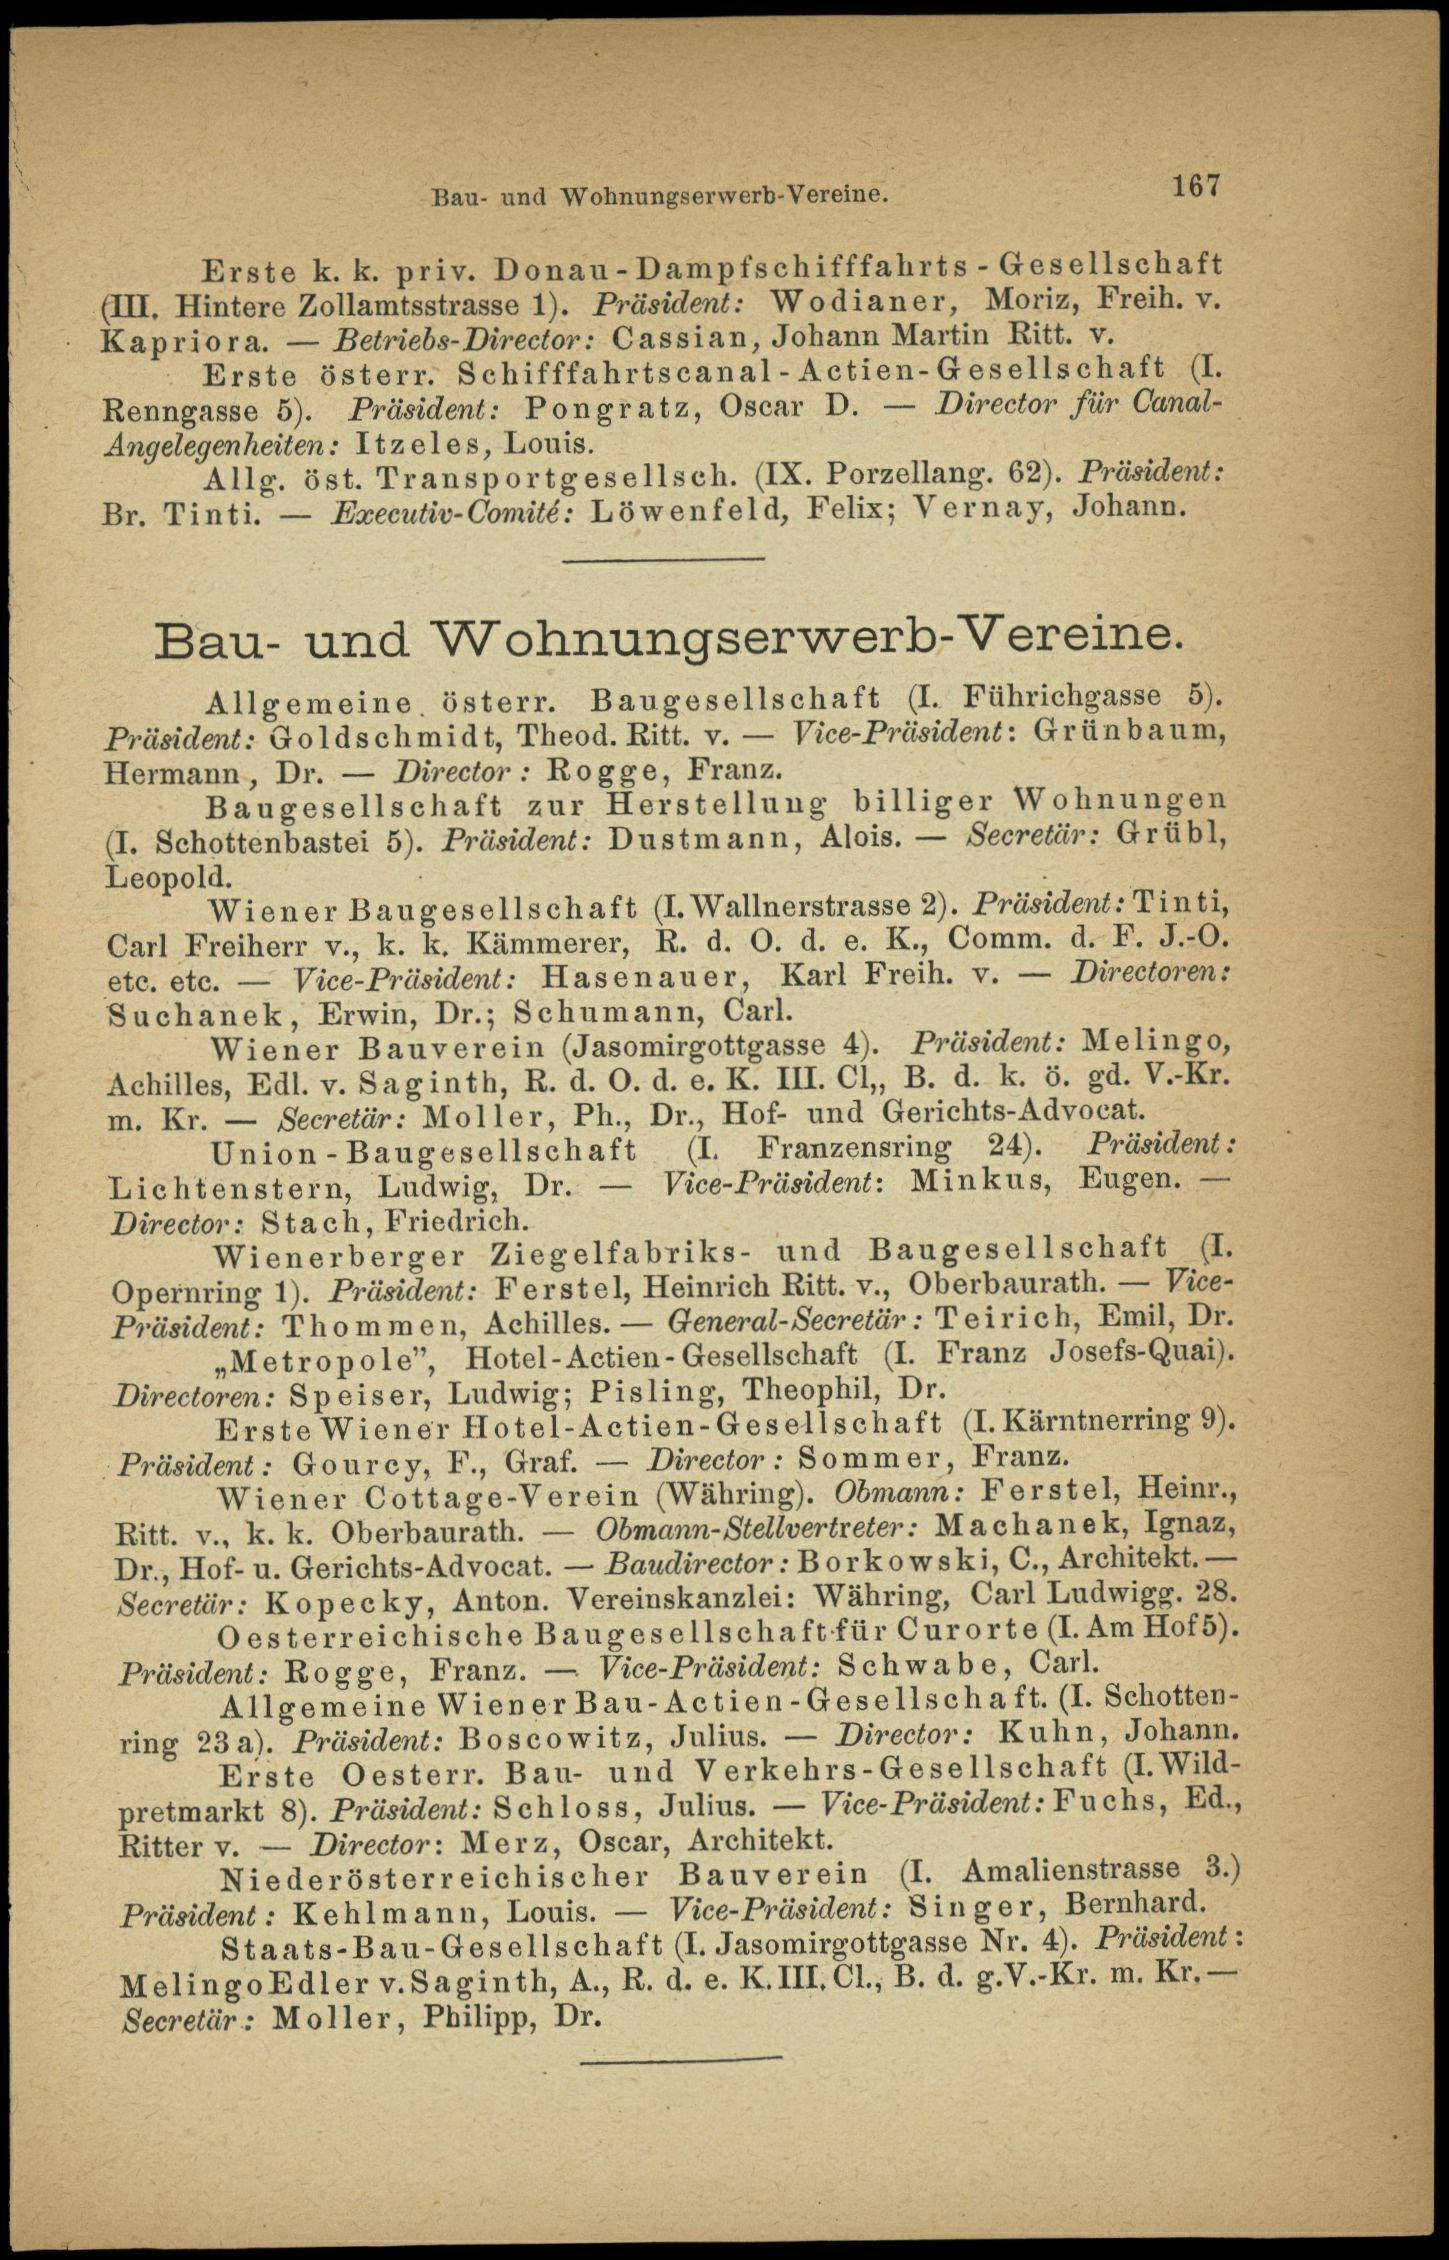 Bau- und Wohnungserwerb-Vereine.
167
Erste k. k. priv. Donau-Dampfschifffahrts-Gesellschaft
(III. Hintere Zollamtsstrasse 1). Präsident: Wodianer, Moriz, Freih. v.
Kapriora. — Betriebs-Director: Cassian, Johann Martin Ritt. v.
Erste österr. Schifffahrtscanal-Actien-Gesellschaft (I.
Renngasse 5). Präsident: Pongratz, Oscar D. — Director für Canal-
Angelegenheiten: Itzeles, Louis.
Allg. öst. Transportgesellsch. (IX. Porzellang. 62). Präsident:
Br. Tinti. — Executiv-Comité: Löwenfeld, Felix; Vernay, Johann.
Bau- und Wohnungserwerb-Vereine.
Allgemeine österr. Baugesellschaft (I. Führichgasse 5).
Präsident: Goldschmidt, Theod. Ritt. v. — Vice-Präsident: Grünbaum,
Hermann, Dr. — Director: Rogge, Franz.
Baugesellschaft zur Herstellung billiger Wohnungen
(I. Schottenbastei 5). Präsident: Dustmann, Alois. — Secretär: Grübl,
Leopold.
Wiener Baugesellschaft (I. Wallnerstrasse 2). Präsident: Tinti,
Carl Freiherr v., k. k. Kämmerer, R. d. O. d. e. K., Comm. d. F. J.-O.
etc. etc. — Vice-Präsident: Hasenauer, Karl Freih. v. — Directoren:
Suchanek, Erwin, Dr.; Schumann, Carl.
Wiener Bauverein (Jasomirgottgasse 4). Präsident: Melingo,
Achilles, Edl. v. Saginth, R. d. O. d. e. K. III. Cl,, B. d. k. ö. gd. V.-Kr.
m. Kr. — Secretär: Moller, Ph., Dr., Hof- und Gerichts-Advocat.
Union-Baugesellschaft (I. Franzensring 24). Präsident:
Lichtenstern, Ludwig, Dr. — Vice-Präsident: Minkus, Eugen. —
Director: Stach, Friedrich.
Wienerberger Ziegelfabriks- und Baugesellschaft (I.
Opernring 1). Präsident: Ferstel, Heinrich Ritt. v., Oberbaurath. — Vice-
Präsident: Thommen, Achilles. — General-Secretär: Teirich, Emil, Dr.
„Metropole”, Hotel-Actien-Gesellschaft (I. Franz Josefs-Quai).
Directoren: Speiser, Ludwig; Pisling, Theophil, Dr.
Erste Wiener Hotel-Actien-Gesellschaft (I. Kärntnerring 9).
Präsident: Gourcy, F., Graf. — Director: Sommer, Franz.
Wiener Cottage-Verein (Währing). Obmann: Ferstel, Heinr.,
Ritt. v., k. k. Oberbaurath. — Obmann-Stellvertreter: Machanek, Ignaz,
Dr., Hof- u. Gerichts-Advocat. — Baudirector: Borkowski, C., Architekt. —
Secretär: Kopecky, Anton. Vereinskanzlei: Währing, Carl Ludwigg. 28.
Oesterreichische Baugesellschaft für Curorte (I. Am Hof 5).
Präsident: Rogge, Franz. — Vice-Präsident: Schwabe, Carl.
Allgemeine Wiener Bau-Actien-Gesellschaft. (I. Schotten-
ring 23 a). Präsident: Boscowitz, Julius. — Director: Kuhn, Johann.
Erste Oesterr. Bau- und Verkehrs-Gesellschaft (I. Wild-
pretmarkt 8). Präsident: Schloss, Julius. — Vice-Präsident: Fuchs, Ed.,
Ritter v. — Director: Merz, Oscar, Architekt.
Niederösterreichischer Bauverein (I. Amalienstrasse 3.)
Präsident: Kehlmann, Louis. — Vice-Präsident: Singer, Bernhard.
Staats-Bau-Gesellschaft (I. Jasomirgottgasse Nr. 4). Präsident:
Melingo Edler v. Saginth, A., R. d. e. K. III. Cl., B. d. g. V.-Kr. m. Kr. —
Secretär: Moller, Philipp, Dr.